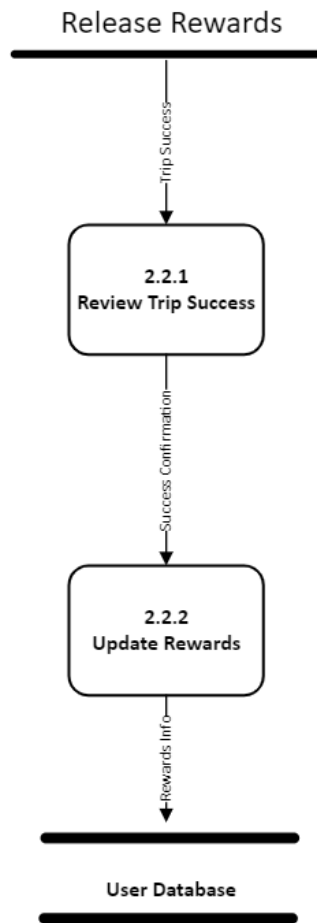 Release Rewards
Trip Success
2.2.1
Review Trip Success
Success Confirmation
2.2.2
Update Rewards
Rewards Info
User Database